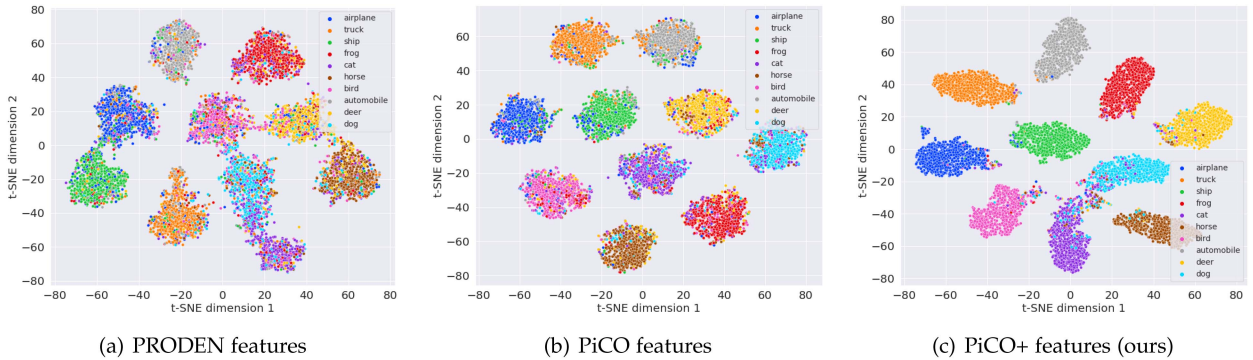 80
60
40
20
0
−20
−40
−60
−80
t-SNE dimension 2
−80 −60 −40 −20 0 20 40 60 80
t-SNE dimension 1
airplane
truck
ship
frog
cat
horse
bird
automobile
deer
dog
(a) PRODEN features
80
60
40
20
0
−20
−40
−60
−80
t-SNE dimension 2
−80 −60 −40 −20 0 20 40 60 80
t-SNE dimension 1
airplane
truck
ship
frog
cat
horse
bird
automobile
deer
dog
(b) PiCO features
80
60
40
20
0
−20
−40
−60
−80
t-SNE dimension 2
−80 −60 −40 −20 0 20 40 60 80
t-SNE dimension 1
airplane
truck
ship
frog
cat
horse
bird
automobile
deer
dog
(c) PiCO+ features (ours)